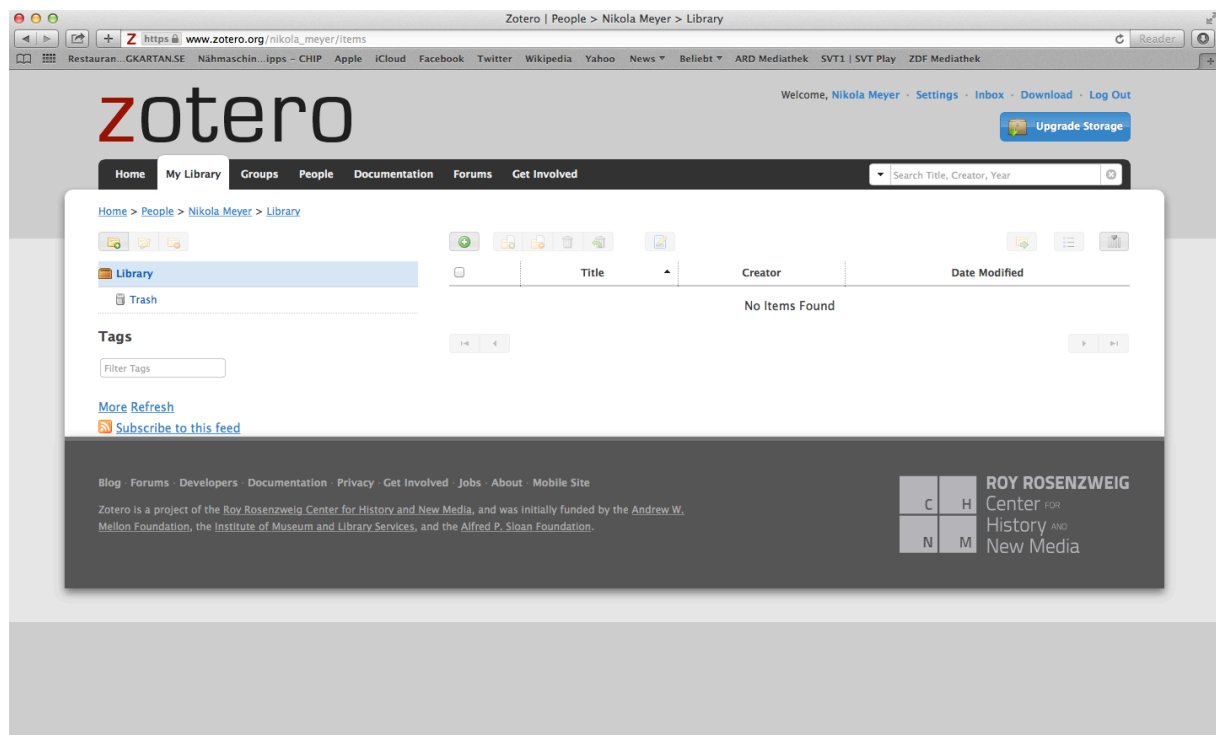 Zotero | People > Nikola Meyer > Library
Z https www.zotero.org/nikola_meyer/items Reader
Restauran...GKARTAN.SE Nähmaschin...ipps – CHIP Apple iCloud Facebook Twitter Wikipedia Yahoo News Beliebt ARD Mediathek SVT1 | SVT Play ZDF Mediathek
zotero
Welcome, Nikola Meyer · Settings · Inbox · Download · Log Out
Upgrade Storage
Home My Library Groups People Documentation Forums Get Involved Search Title, Creator, Year
Home > People > Nikola Meyer > Library
Library
Trash
Tags
Filter Tags
More Refresh
Subscribe to this feed
Title Creator Date Modified
No Items Found
Blog · Forums · Developers · Documentation · Privacy · Get Involved · Jobs · About · Mobile Site
Zotero is a project of the Roy Rosenzweig Center for History and New Media, and was initially funded by the Andrew W.
Mellon Foundation, the Institute of Museum and Library Services, and the Alfred P. Sloan Foundation.
C H
N M
ROY ROSENZWEIG
Center FOR
History AND
New Media